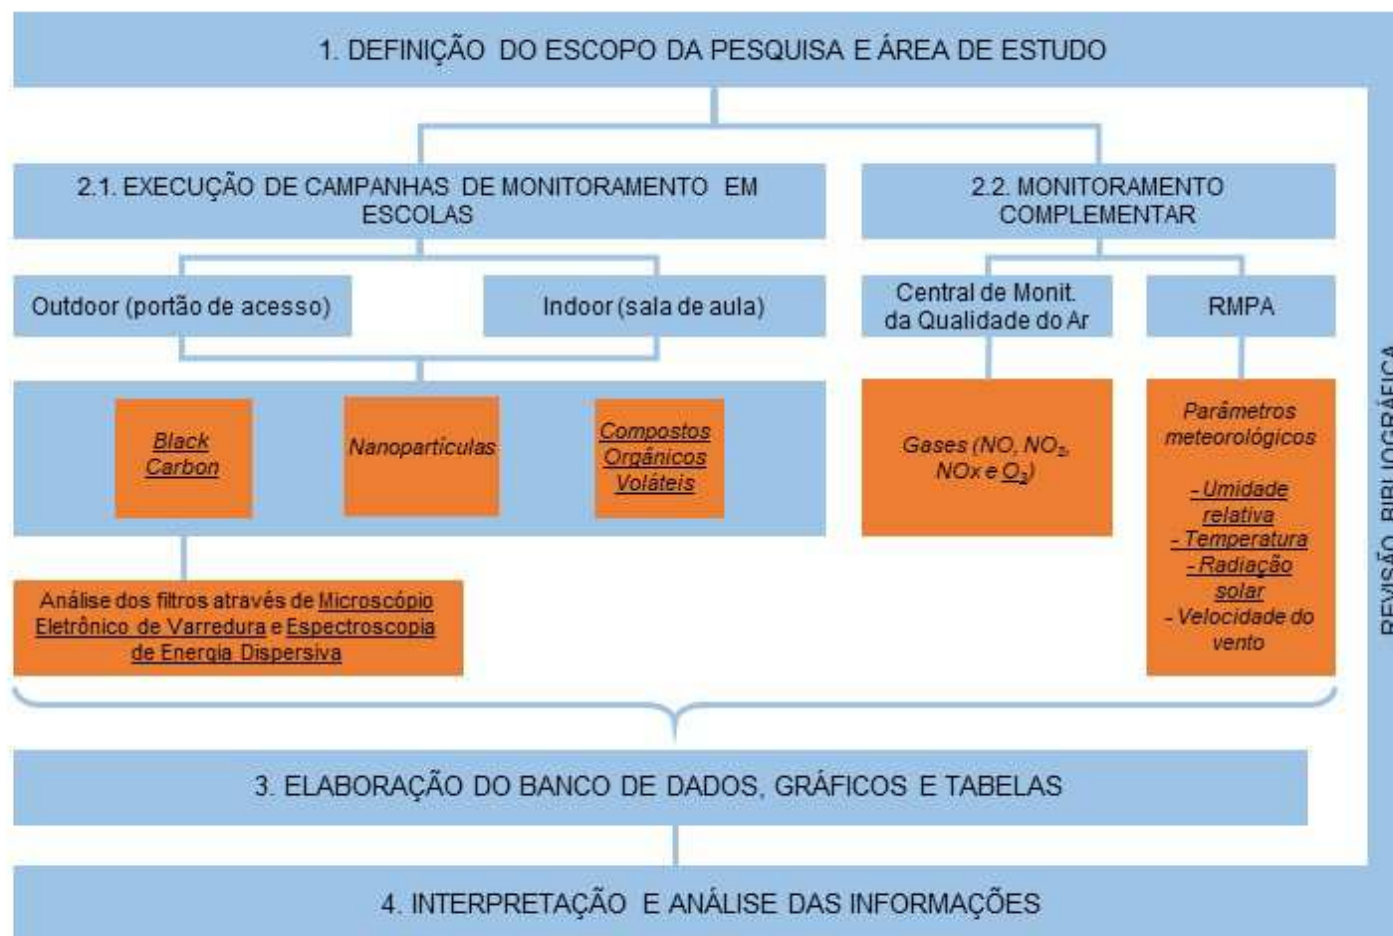 1. DEFINIÇÃO DO ESCOPO DA PESQUISA E ÁREA DE ESTUDO
2.1. EXECUÇÃO DE CAMPANHAS DE MONITORAMENTO EM
ESCOLAS
2.2. MONITORAMENTO
COMPLEMENTAR
Outdoor (portão de acesso)
Indoor (sala de aula)
Central de Monit.
da Qualidade do Ar
RMPA
Black
Carbon
Nanopartículas
Compostos
Orgânicos
Voláteis
Gases (NO, NO₂,
NOx e O₃)
Parâmetros
meteorológicos
- Umidade
relativa
- Temperatura
- Radiação
solar
- Velocidade do
vento
Análise dos filtros através de Microscópio
Eletrônico de Varredura e Espectroscopia
de Energia Dispersiva
3. ELABORAÇÃO DO BANCO DE DADOS, GRÁFICOS E TABELAS
4. INTERPRETAÇÃO E ANÁLISE DAS INFORMAÇÕES
REVISÃO BIBLIOGRÁFICA